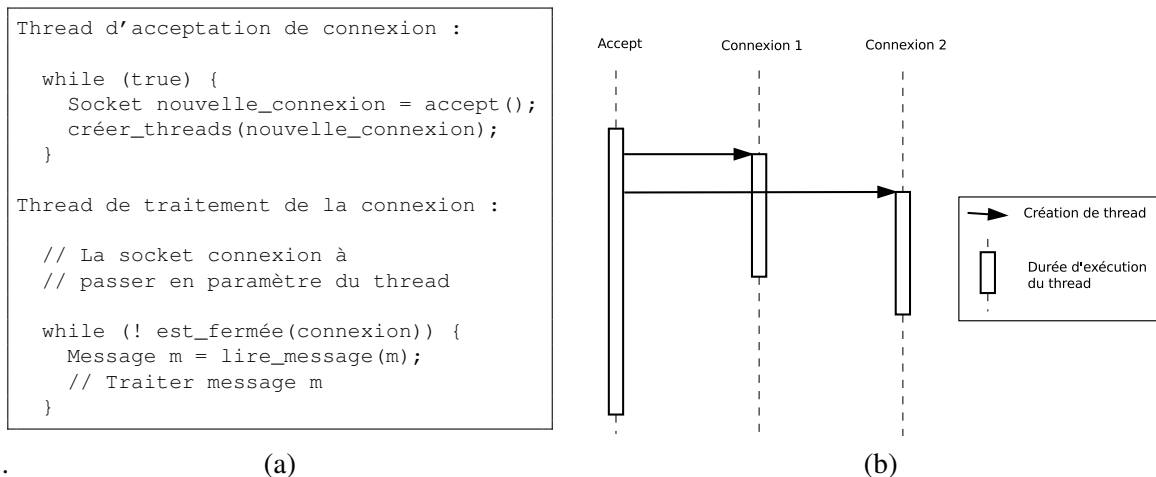 Thread d'acceptation de connexion :
while (true) {
Socket nouvelle_connexion = accept();
créer_threads(nouvelle_connexion);
}
Thread de traitement de la connexion :
// La socket connexion à
// passer en paramètre du thread
while (! est_fermée(connexion)) {
Message m = lire_message(m);
// Traiter message m
}
. (a)
Accept Connexion 1 Connexion 2
Création de thread
Durée d'exécution
du thread
(b)